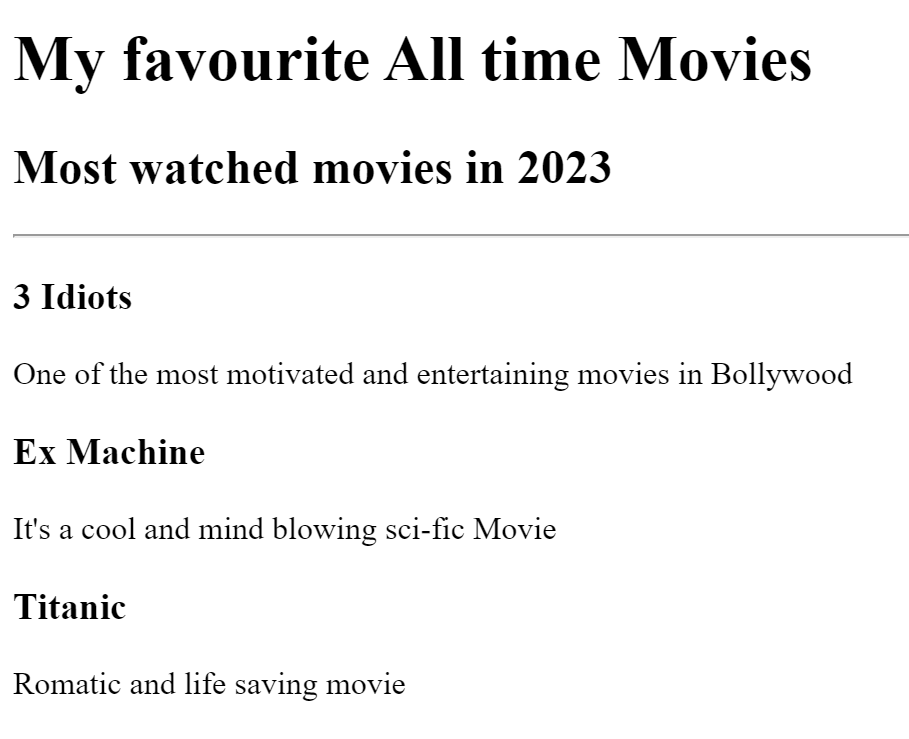 My favourite All time Movies
Most watched movies in 2023
3 Idiots
One of the most motivated and entertaining movies in Bollywood
Ex Machine
It's a cool and mind blowing sci-fic Movie
Titanic
Romatic and life saving movie